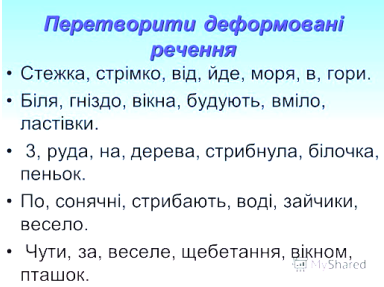 Перетворити деформовані
речення
• Стежка, стрімко, від, йде, моря, в, гори.
• Біля, гніздо, вікна, будують, вміло,
ластівки.
• З, руда, на, дерева, стрибнула, білочка,
пеньок.
• По, сонячні, стрибають, воді, зайчики,
весело.
• Чути, за, веселе, щебетання, вікном,
пташок.
MyShared